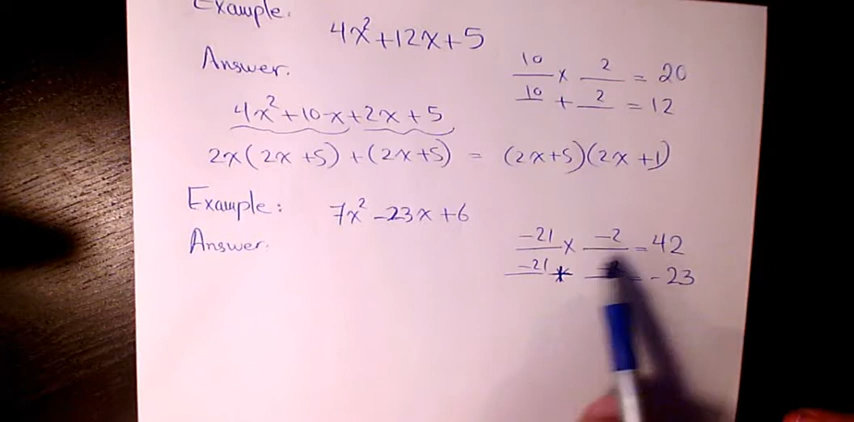 Example:
4x²+12x+5
Answer.
10 x 2 = 20
10 + 2 = 12
4x²+10x+2x+5
2x(2x+5)+(2x+5) = (2x+5)(2x+1)
Example: 7x²-23x+6
Answer.
-21 x -2 = 42
-21 + = -23